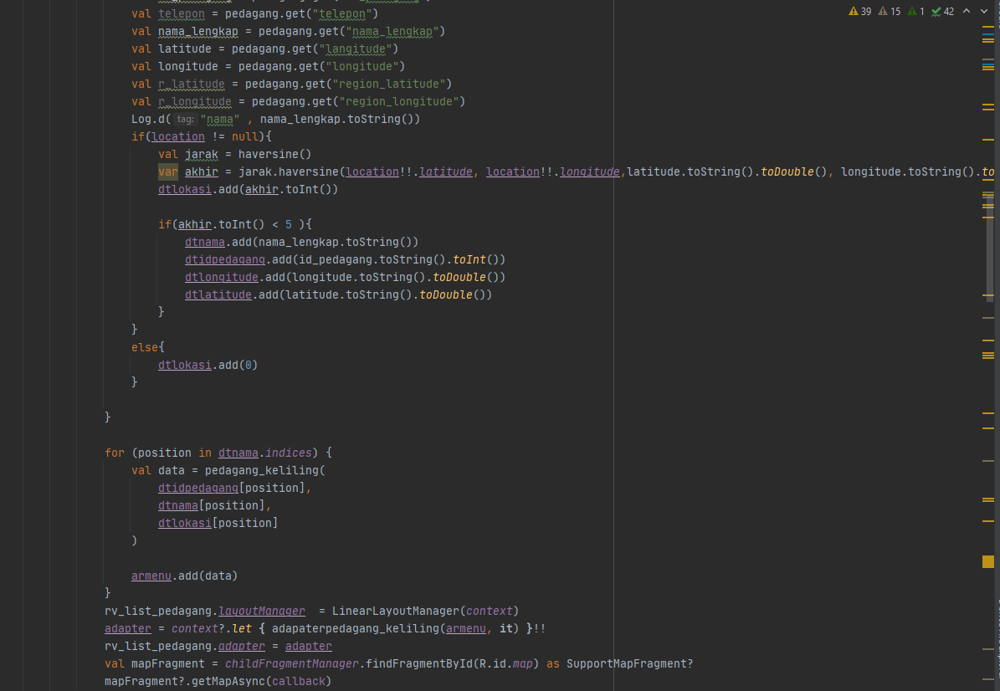 39 15 1 42
val telepon = pedagang.get("telepon")
val nama_lengkap = pedagang.get("nama_lengkap")
val latitude = pedagang.get("langitude")
val longitude = pedagang.get("longitude")
val r_latitude = pedagang.get("region_latitude")
val r_longitude = pedagang.get("region_longitude")
Log.d( tag: "nama" , nama_lengkap.toString())
if(location != null){
val jarak = haversine()
var akhir = jarak.haversine(location!!.latitude, location!!.longitude,latitude.toString().toDouble(), longitude.toString().to
dtlokasi.add(akhir.toInt())
if(akhir.toInt() < 5 ){
dtnama.add(nama_lengkap.toString())
dtidpedagang.add(id_pedagang.toString().toInt())
dtlongitude.add(longitude.toString().toDouble())
dtlatitude.add(latitude.toString().toDouble())
}
}
else{
dtlokasi.add(0)
}
}
for (position in dtnama.indices) {
val data = pedagang_keliling(
dtidpedagang[position],
dtnama[position],
dtlokasi[position]
)
armenu.add(data)
}
rv_list_pedagang.layoutManager  = LinearLayoutManager(context)
adapter = context?.let { adapaterpedagang_keliling(armenu, it) }!!
rv_list_pedagang.adapter = adapter
val mapFragment = childFragmentManager.findFragmentById(R.id.map) as SupportMapFragment?
mapFragment?.getMapAsync(callback)